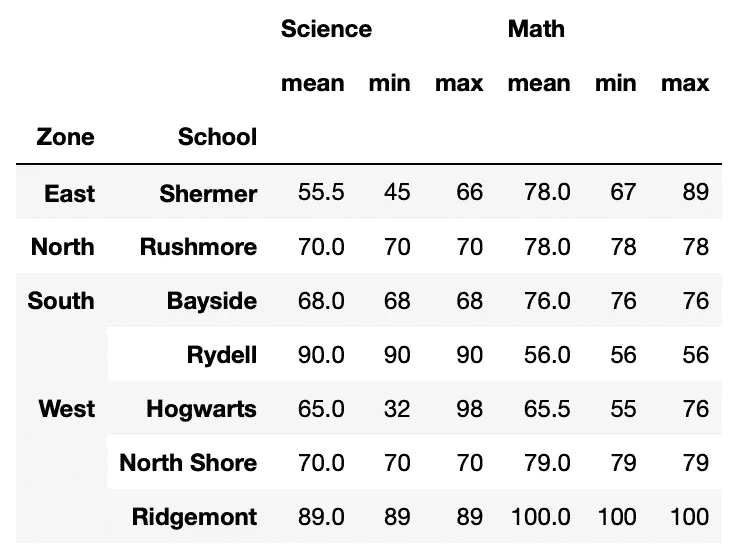 Science Math
mean min max mean min max
Zone School
East Shermer 55.5 45 66 78.0 67 89
North Rushmore 70.0 70 70 78.0 78 78
South Bayside 68.0 68 68 76.0 76 76
Rydell 90.0 90 90 56.0 56 56
West Hogwarts 65.0 32 98 65.5 55 76
North Shore 70.0 70 70 79.0 79 79
Ridgemont 89.0 89 89 100.0 100 100